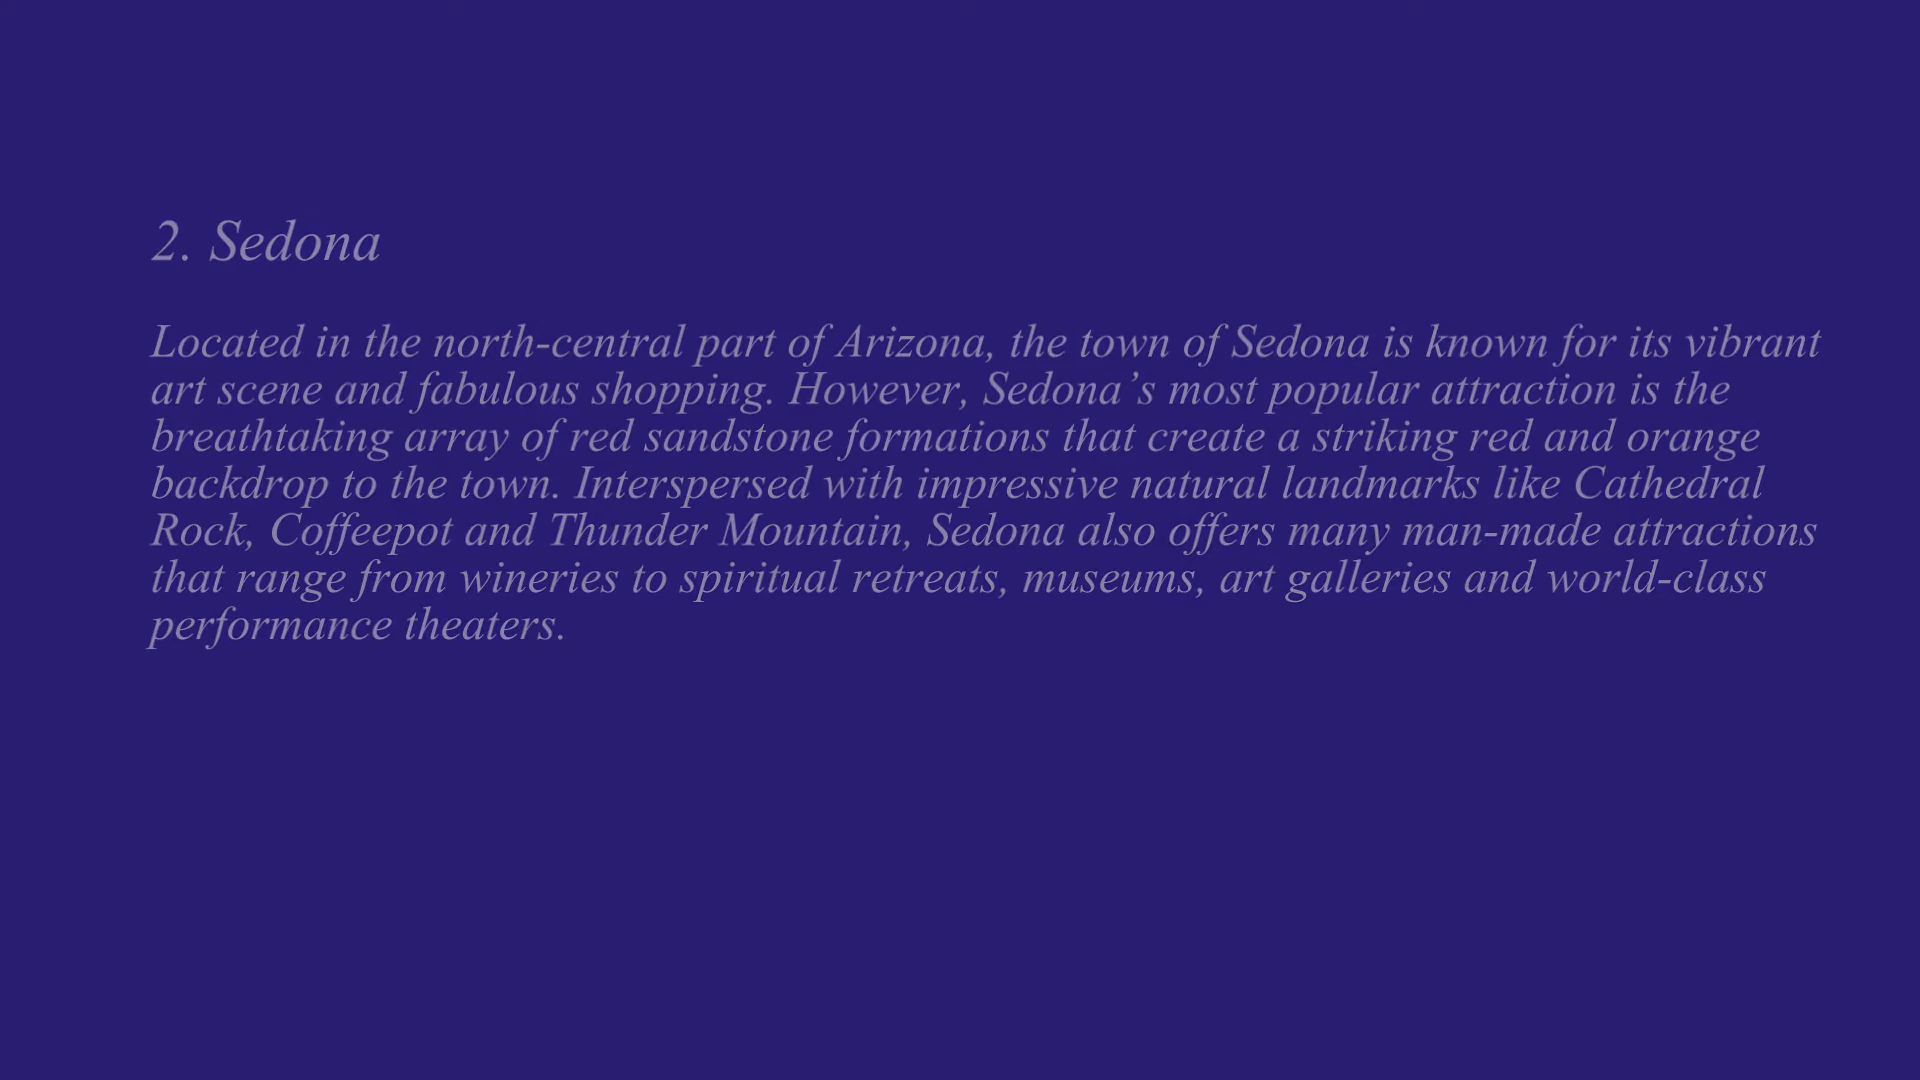 2. Sedona
Located in the north-central part of Arizona, the town of Sedona is known for its vibrant
art scene and fabulous shopping. However, Sedona’s most popular attraction is the
breathtaking array of red sandstone formations that create a striking red and orange
backdrop to the town. Interspersed with impressive natural landmarks like Cathedral
Rock, Coffeepot and Thunder Mountain, Sedona also offers many man-made attractions
that range from wineries to spiritual retreats, museums, art galleries and world-class
performance theaters.